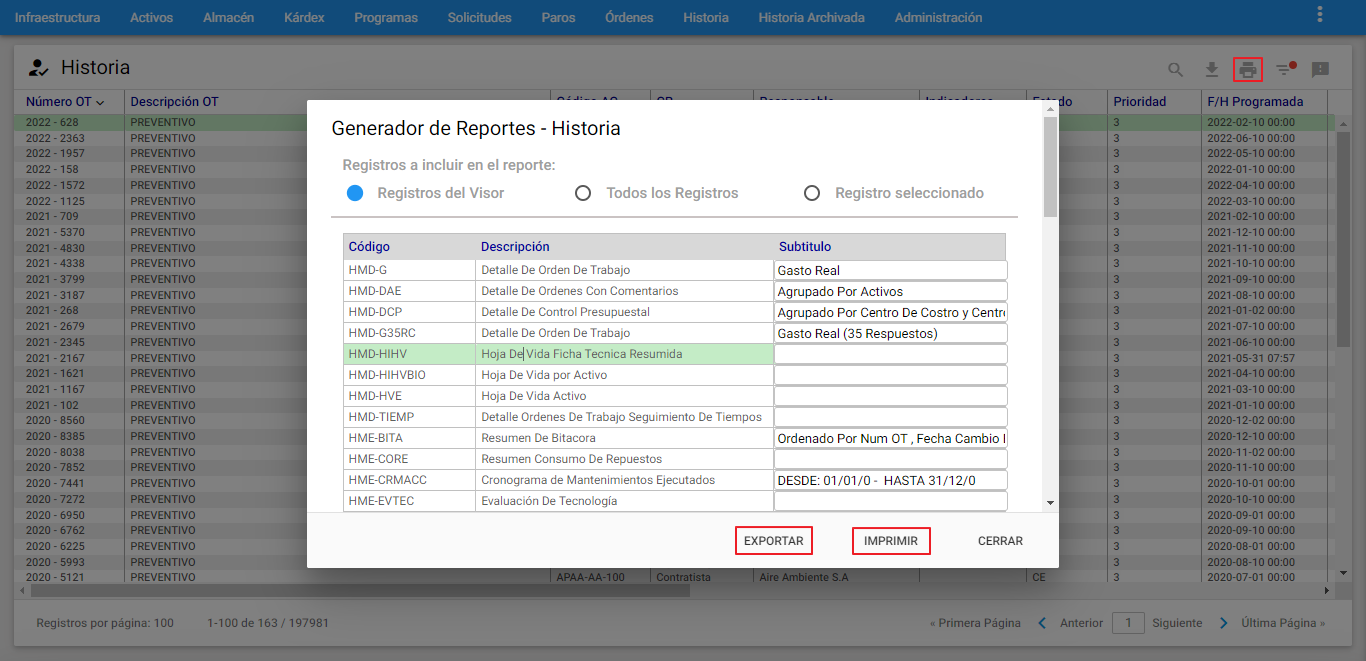 Infraestructura Activos Almacén Kárdex Programas Solicitudes Paros Órdenes Historia Historia Archivada Administración
Historia
Número OT Descripción OT Código AC CR Responsable Indicadores Estado Prioridad F/H Programada
2022 - 628 PREVENTIVO 3 2022-02-10 00:00
2022 - 2363 PREVENTIVO 3 2022-06-10 00:00
2022 - 1957 PREVENTIVO 3 2022-05-10 00:00
2022 - 158 PREVENTIVO 3 2022-01-10 00:00
2022 - 1572 PREVENTIVO 3 2022-04-10 00:00
2022 - 1125 PREVENTIVO 3 2022-03-10 00:00
2021 - 709 PREVENTIVO 3 2021-02-10 00:00
2021 - 5370 PREVENTIVO 3 2021-12-10 00:00
2021 - 4830 PREVENTIVO 3 2021-11-10 00:00
2021 - 4338 PREVENTIVO 3 2021-10-10 00:00
2021 - 3799 PREVENTIVO 3 2021-09-10 00:00
2021 - 3187 PREVENTIVO 3 2021-08-10 00:00
2021 - 268 PREVENTIVO 3 2021-01-02 00:00
2021 - 2679 PREVENTIVO 3 2021-07-10 00:00
2021 - 2345 PREVENTIVO 3 2021-06-10 00:00
2021 - 2167 PREVENTIVO 3 2021-05-31 07:57
2021 - 1621 PREVENTIVO 3 2021-04-10 00:00
2021 - 1167 PREVENTIVO 3 2021-03-10 00:00
2021 - 102 PREVENTIVO 3 2021-01-10 00:00
2020 - 8560 PREVENTIVO 3 2020-12-02 00:00
2020 - 8385 PREVENTIVO 3 2020-12-10 00:00
2020 - 8038 PREVENTIVO 3 2020-11-02 00:00
2020 - 7852 PREVENTIVO 3 2020-11-10 00:00
2020 - 7441 PREVENTIVO 3 2020-10-01 00:00
2020 - 7272 PREVENTIVO 3 2020-10-10 00:00
2020 - 6950 PREVENTIVO 3 2020-09-01 00:00
2020 - 6762 PREVENTIVO 3 2020-09-10 00:00
2020 - 6225 PREVENTIVO 3 2020-08-01 00:00
2020 - 5993 PREVENTIVO 3 2020-08-10 00:00
2020 - 5121 PREVENTIVO APAA-AA-100 Contratista Aire Ambiente S.A CE 3 2020-07-01 00:00
Generador de Reportes - Historia
Registros a incluir en el reporte:
Registros del Visor Todos los Registros Registro seleccionado
Código Descripción Subtitulo
HMD-G Detalle De Orden De Trabajo Gasto Real
HMD-DAE Detalle De Ordenes Con Comentarios Agrupado Por Activos
HMD-DCP Detalle De Control Presupuestal Agrupado Por Centro De Costro y Centr
HMD-G35RC Detalle De Orden De Trabajo Gasto Real (35 Respuestos)
HMD-HIHV Hoja De Vida Ficha Tecnica Resumida
HMD-HIHVBIO Hoja De Vida por Activo
HMD-HVE Hoja De Vida Activo
HMD-TIEMP Detalle Ordenes De Trabajo Seguimiento De Tiempos
HME-BITA Resumen De Bitacora Ordenado Por Num OT , Fecha Cambio
HME-CORE Resumen Consumo De Repuestos
HME-CRMACC Cronograma de Mantenimientos Ejecutados DESDE: 01/01/0 - HASTA 31/12/0
HME-EVTEC Evaluación De Tecnología
EXPORTAR IMPRIMIR CERRAR
Registros por página: 100 1-100 de 163 / 197981 « Primera Página Anterior 1 Siguiente Última Página »